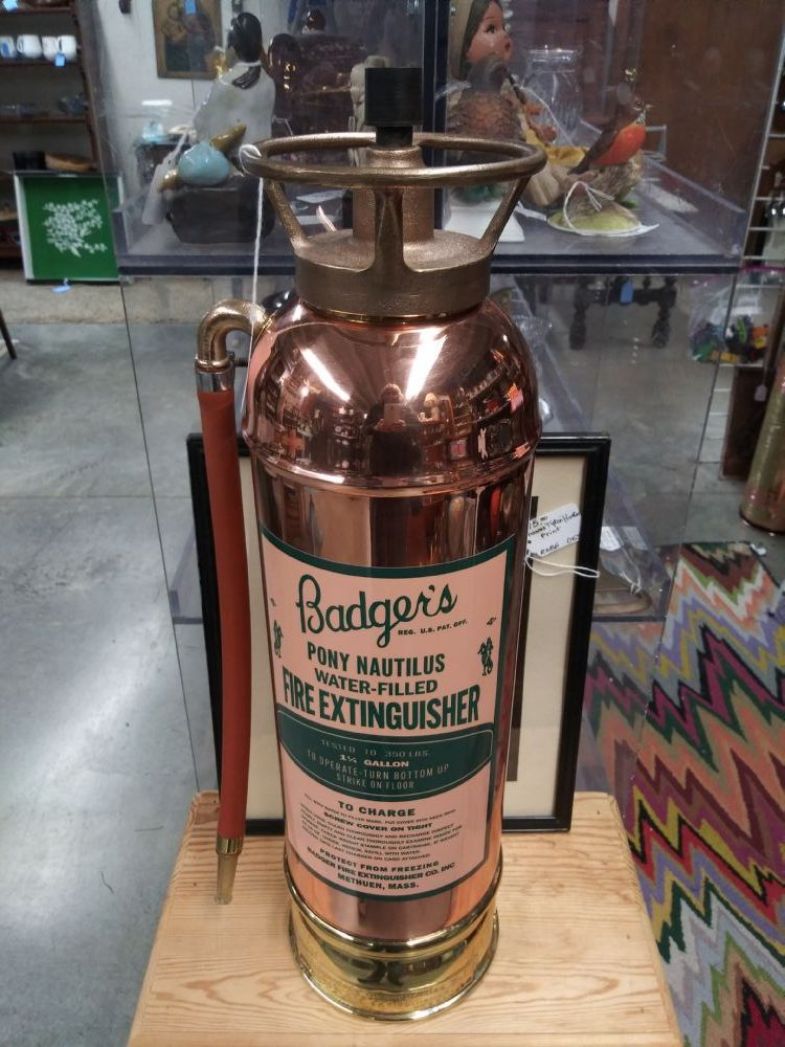 Badger's
REG. U.S. PAT. OFF.
PONY NAUTILUS
WATER-FILLED
FIRE EXTINGUISHER
TESTED TO 350 LBS.
1¼ GALLON
TO OPERATE-TURN BOTTOM UP
STRIKE ON FLOOR
TO CHARGE
SCREW COVER ON TIGHT
PROTECT FROM FREEZING
BADGER FIRE EXTINGUISHER CO. INC
METHUEN, MASS.
Print